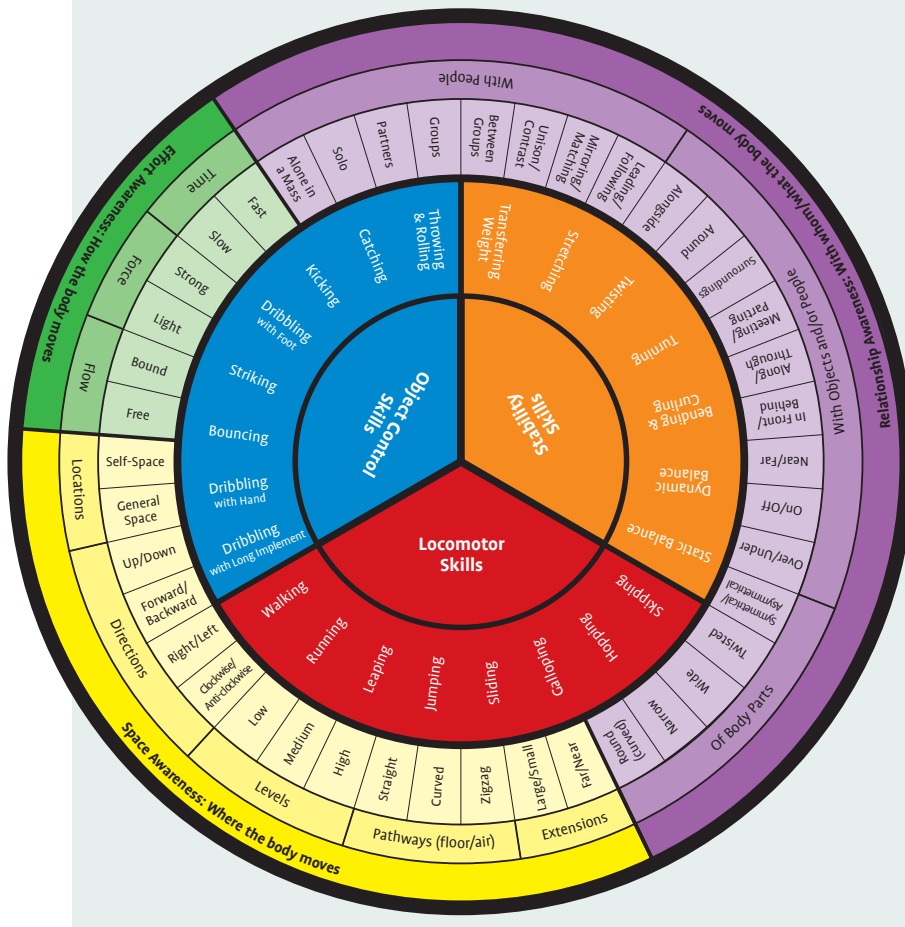 Relationship Awareness: With whom/what the body moves
With People
Alone in
a Mass
Solo
Partners
Groups
Between
Groups
Unison/
Contrast
Mirroring/
Matching
Leading/
Following
With Objects and/or People
Alongside
Around
Surroundings
Meeting/
Parting
Along/
Through
In Front/
Behind
Near/Far
On/Off
Over/Under
Of Body Parts
Symmetrical/
Asymmetrical
Twisted
Wide
Narrow
Round
(curved)
Space Awareness: Where the body moves
Extensions
Far/Near
Large/Small
Pathways (floor/air)
Zigzag
Curved
Straight
Levels
High
Medium
Low
Directions
Clockwise/
Anti-clockwise
Right/Left
Forward/
Backward
Up/Down
Locations
General
Space
Self-Space
Effort Awareness: How the body moves
Flow
Free
Bound
Force
Light
Strong
Time
Slow
Fast
Stability
Skills
Transferring
Weight
Stretching
Twisting
Turning
Bending &
Curling
Dynamic
Balance
Static Balance
Locomotor
Skills
Skipping
Hopping
Galloping
Sliding
Jumping
Leaping
Running
Walking
Object Control
Skills
Dribbling
with Long Implement
Dribbling
with Hand
Bouncing
Striking
Dribbling
with Foot
Kicking
Catching
Throwing
& Rolling